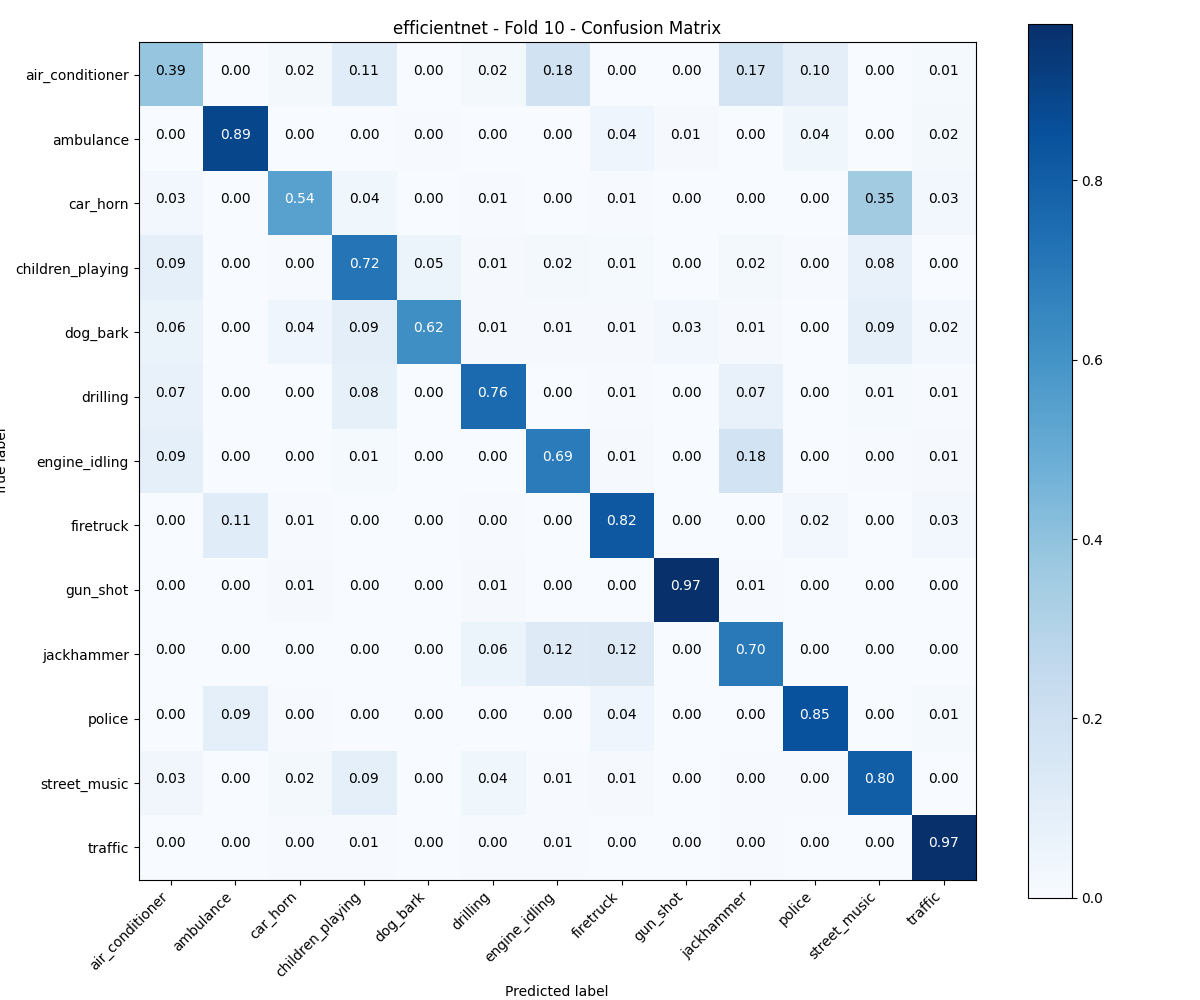 efficientnet - Fold 10 - Confusion Matrix
air_conditioner 0.39 0.00 0.02 0.11 0.00 0.02 0.18 0.00 0.00 0.17 0.10 0.00 0.01
ambulance 0.00 0.89 0.00 0.00 0.00 0.00 0.00 0.04 0.01 0.00 0.04 0.00 0.02
car_horn 0.03 0.00 0.54 0.04 0.00 0.01 0.00 0.01 0.00 0.00 0.00 0.35 0.03
children_playing 0.09 0.00 0.00 0.72 0.05 0.01 0.02 0.01 0.00 0.02 0.00 0.08 0.00
dog_bark 0.06 0.00 0.04 0.09 0.62 0.01 0.01 0.01 0.03 0.01 0.00 0.09 0.02
drilling 0.07 0.00 0.00 0.08 0.00 0.76 0.00 0.01 0.00 0.07 0.00 0.01 0.01
engine_idling 0.09 0.00 0.00 0.01 0.00 0.00 0.69 0.01 0.00 0.18 0.00 0.00 0.01
firetruck 0.00 0.11 0.01 0.00 0.00 0.00 0.00 0.82 0.00 0.00 0.02 0.00 0.03
gun_shot 0.00 0.00 0.01 0.00 0.00 0.01 0.00 0.00 0.97 0.01 0.00 0.00 0.00
jackhammer 0.00 0.00 0.00 0.00 0.00 0.06 0.12 0.12 0.00 0.70 0.00 0.00 0.00
police 0.00 0.09 0.00 0.00 0.00 0.00 0.00 0.04 0.00 0.00 0.85 0.00 0.01
street_music 0.03 0.00 0.02 0.09 0.00 0.04 0.01 0.01 0.00 0.00 0.00 0.80 0.00
traffic 0.00 0.00 0.00 0.01 0.00 0.00 0.01 0.00 0.00 0.00 0.00 0.00 0.97
air_conditioner ambulance car_horn children_playing dog_bark drilling engine_idling firetruck gun_shot jackhammer police street_music traffic
Predicted label
0.8
0.6
0.4
0.2
0.0